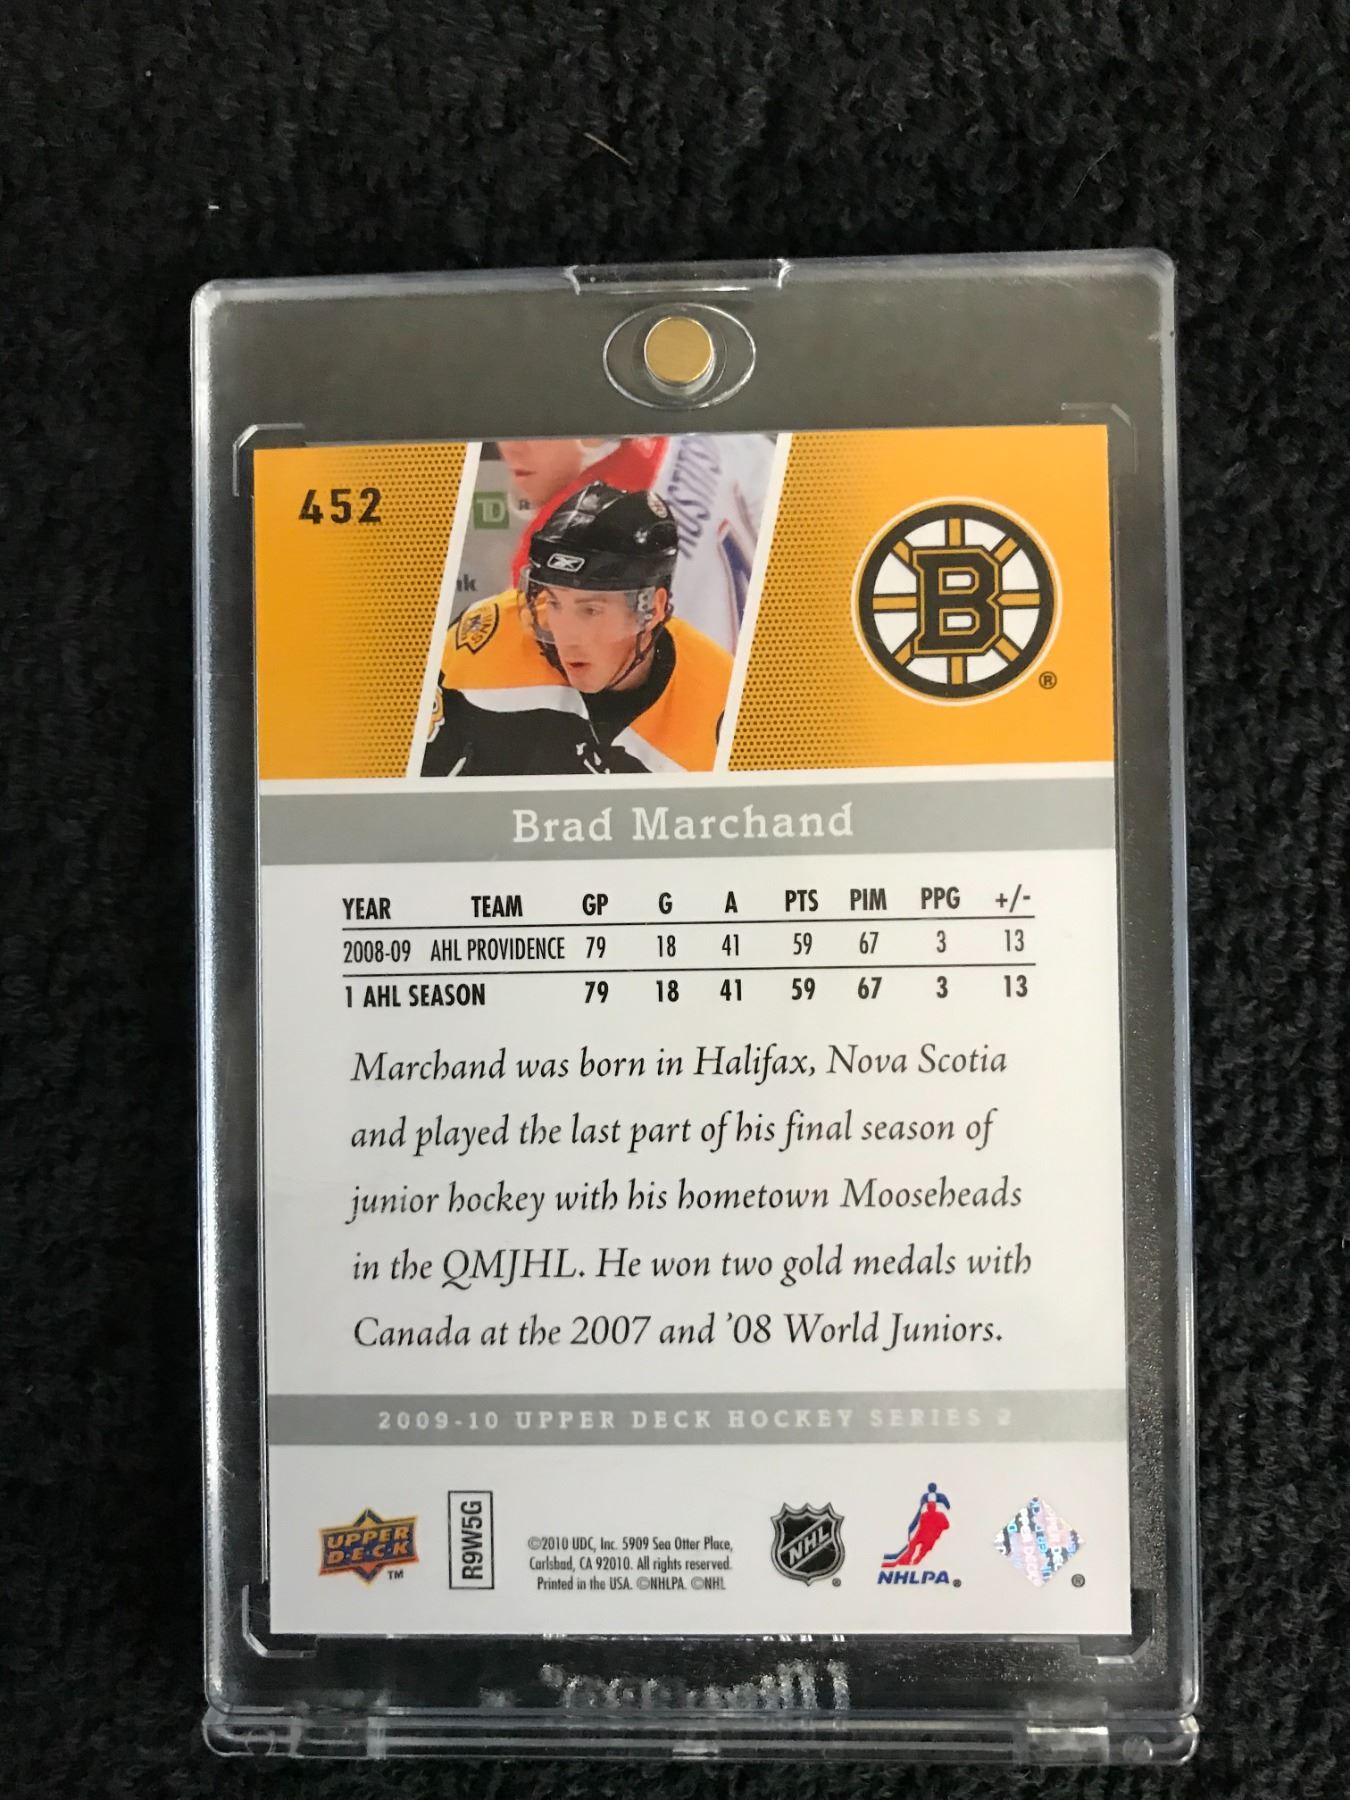 452
TD
B
®
Brad Marchand
YEAR TEAM GP G A PTS PIM PPG +/-
2008-09 AHL PROVIDENCE 79 18 41 59 67 3 13
1 AHL SEASON 79 18 41 59 67 3 13
Marchand was born in Halifax, Nova Scotia
and played the last part of his final season of
junior hockey with his hometown Mooseheads
in the QMJHL. He won two gold medals with
Canada at the 2007 and '08 World Juniors.
2009-10 UPPER DECK HOCKEY SERIES 2
UPPER
D·E·C·K
™
R9W5G
©2010 UDC, Inc. 5909 Sea Otter Place,
Carlsbad, CA 92010. All rights reserved.
Printed in the USA. ©NHLPA. ©NHL
NHL®
NHLPA®
®